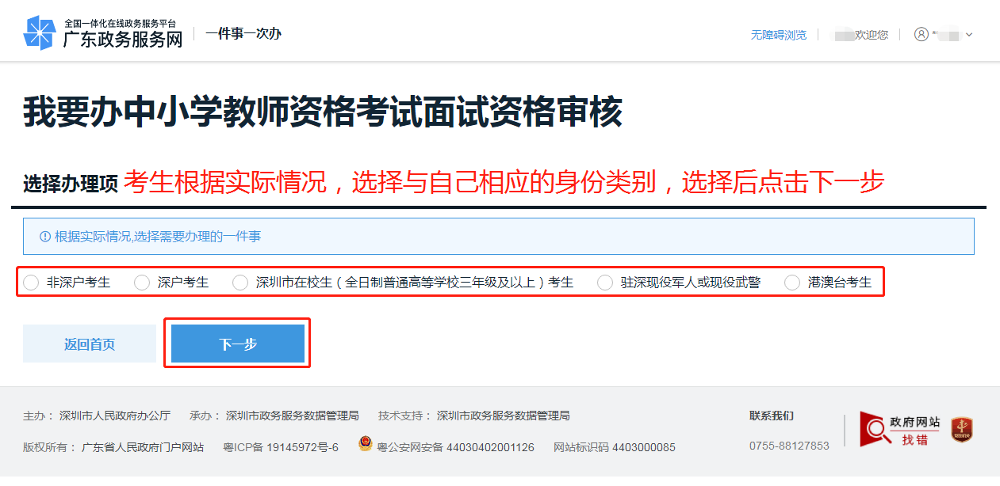 全国一体化在线政务服务平台
广东政务服务网
一件事一次办
无障碍浏览
欢迎您
我要办中小学教师资格考试面试资格审核
选择办理项 考生根据实际情况，选择与自己相应的身份类别，选择后点击下一步
根据实际情况,选择需要办理的一件事
非深户考生 深户考生 深圳市在校生（全日制普通高等学校三年级及以上）考生 驻深现役军人或现役武警 港澳台考生
返回首页 下一步
主办： 深圳市人民政府办公厅 承办： 深圳市政务服务数据管理局 技术支持： 深圳市政务服务数据管理局
版权所有： 广东省人民政府门户网站 粤ICP备 19145972号-6 粤公安网安备 44030402001126 网站标识码 4403000085
联系我们
0755-88127853
政府网站
找错